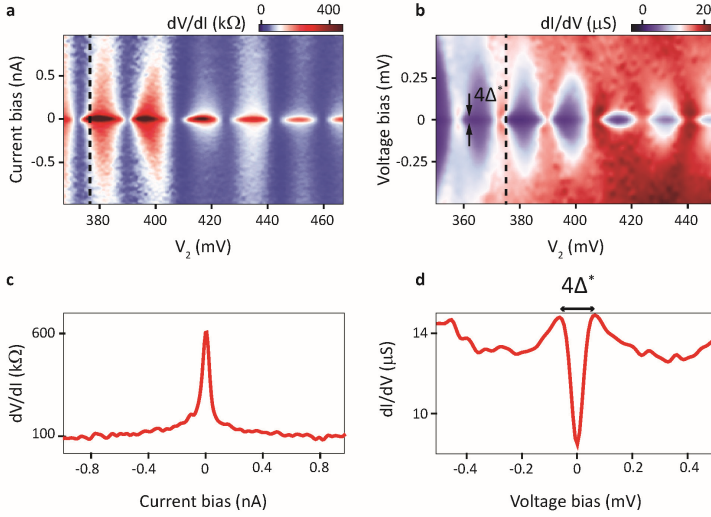 a
dV/dI (kΩ)
0 400
Current bias (nA)
0.5
0
-0.5
380 400 420 440 460
V2 (mV)
b
dI/dV (μS)
0 20
Voltage bias (mV)
0.25
0
-0.25
4Δ*
360 380 400 420 440
V2 (mV)
c
dV/dI (kΩ)
600
100
-0.8 -0.4 0 0.4 0.8
Current bias (nA)
d
4Δ*
dI/dV (μS)
14
10
-0.5 -0.2 0 0.2 0.5
Voltage bias (mV)